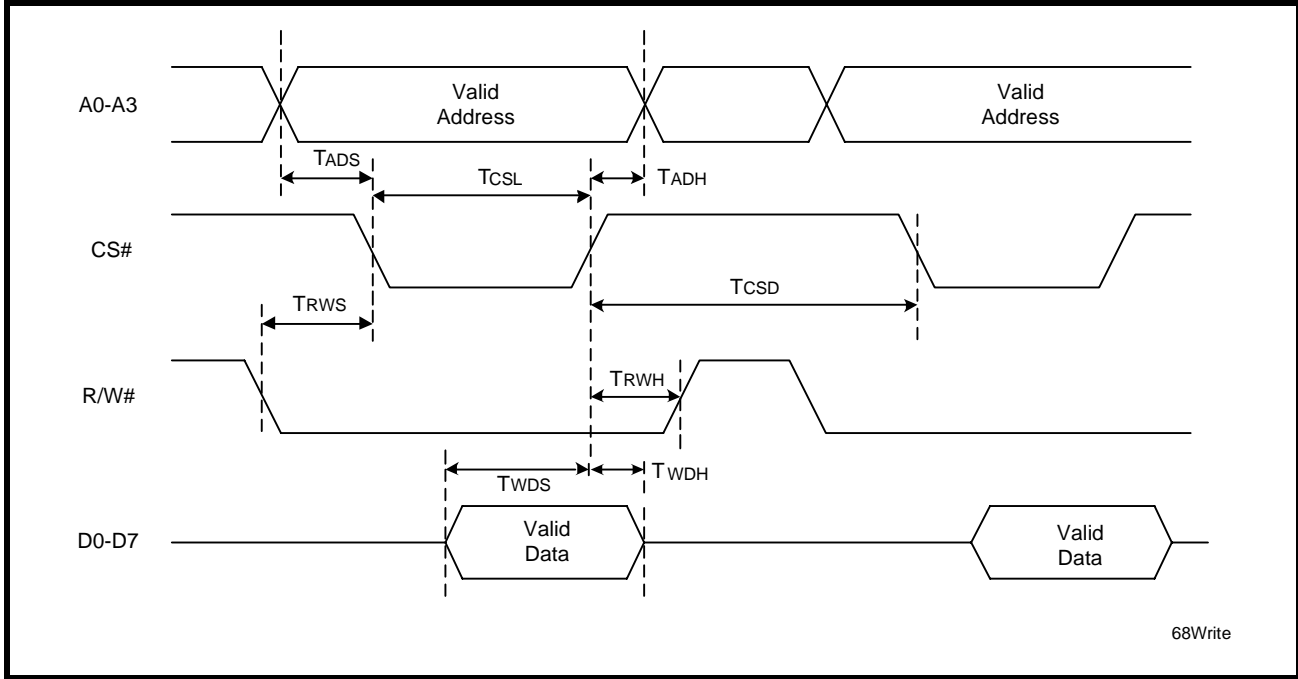 A0-A3
Valid
Address
Valid
Address
TADS
TCSL
TADH
CS#
TCSD
TRWS
R/W#
TRWH
TWDS
TWDH
D0-D7
Valid
Data
Valid
Data
68Write